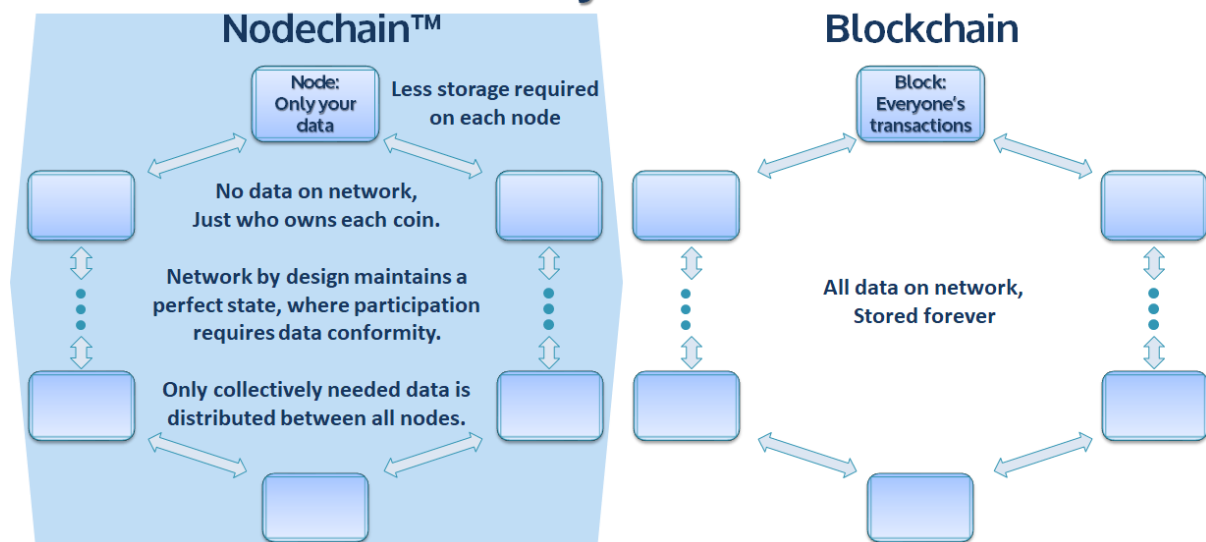 Nodechain™
Node:
Only your
data
Less storage required
on each node
No data on network,
Just who owns each coin.
Network by design maintains a
perfect state, where participation
requires data conformity.
Only collectively needed data is
distributed between all nodes.
Blockchain
Block:
Everyone's
transactions
All data on network,
Stored forever